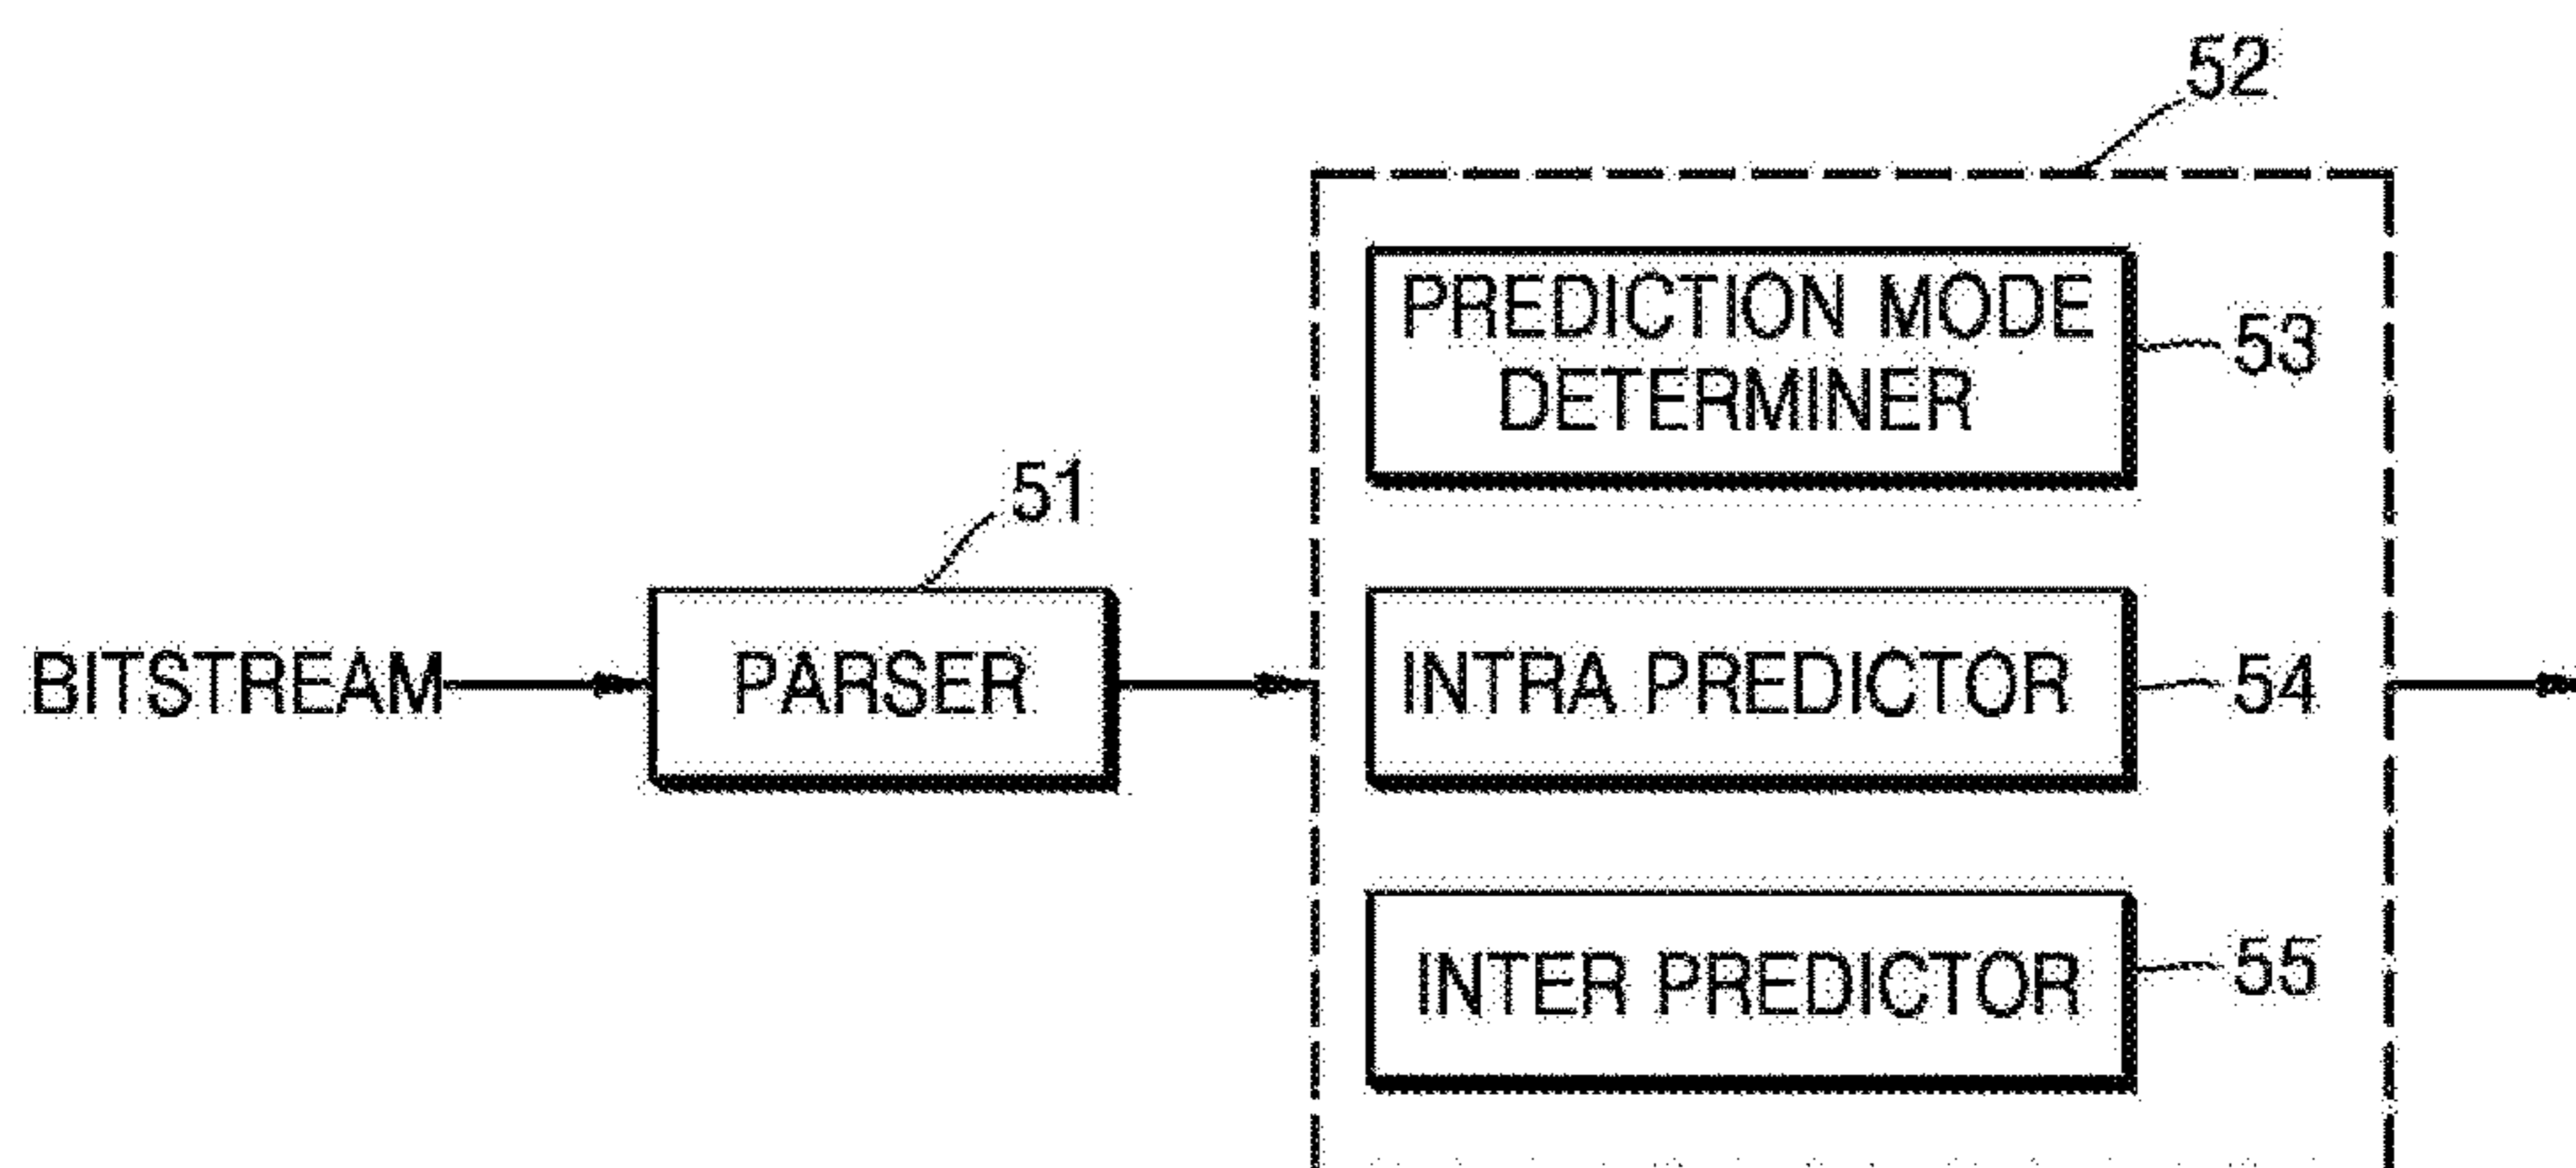 52
PREDICTION MODE
DETERMINER
53
51
BITSTREAM
PARSER
INTRA PREDICTOR
54
INTER PREDICTOR
55